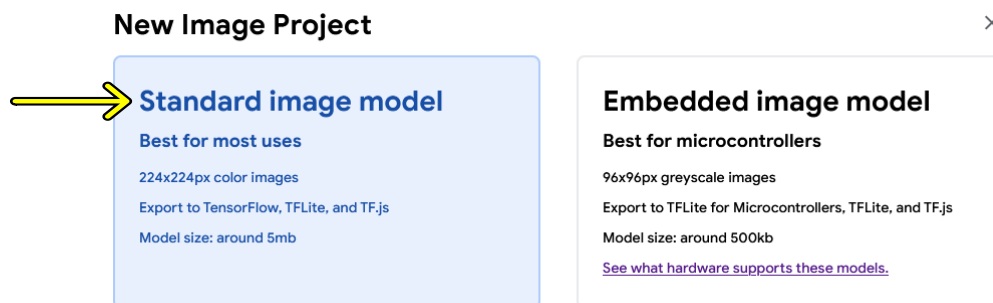 New Image Project
Standard image model
Best for most uses
224x224px color images
Export to TensorFlow, TFLite, and TF.js
Model size: around 5mb
Embedded image model
Best for microcontrollers
96x96px greyscale images
Export to TFLite for Microcontrollers, TFLite, and TF.js
Model size: around 500kb
See what hardware supports these models.